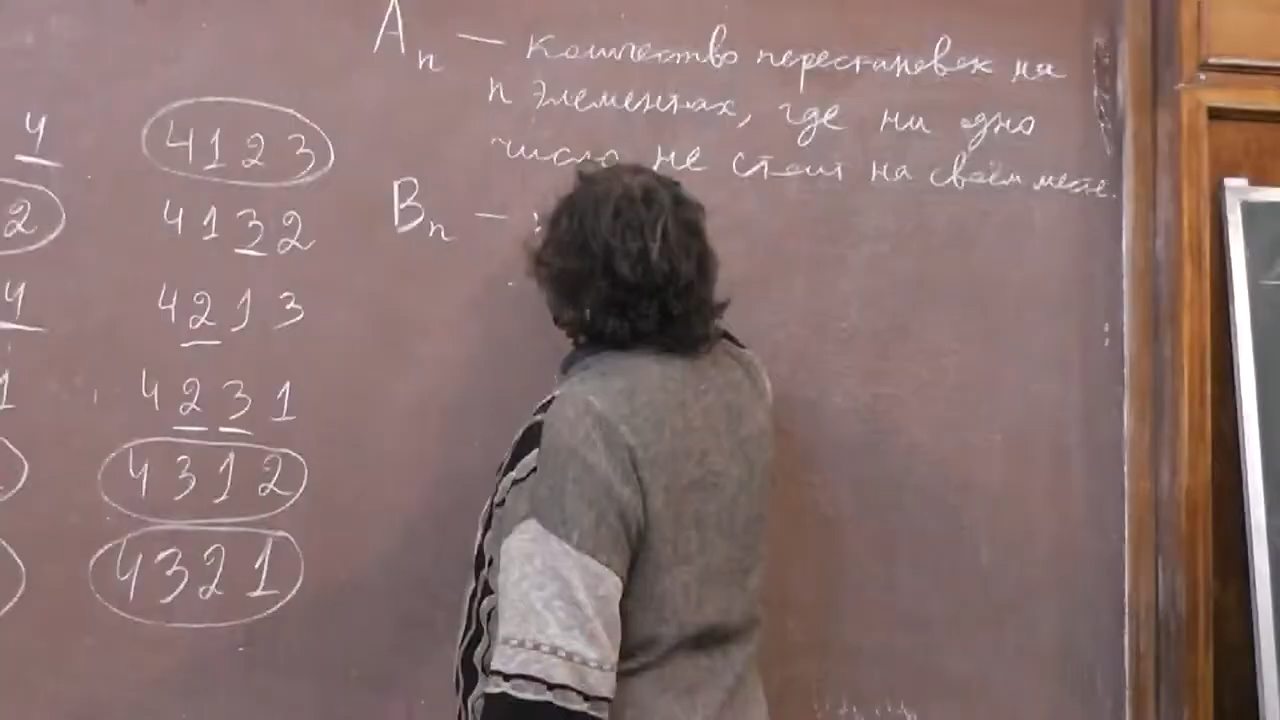 4
2
4
1
4123
4132
4213
4231
4312
4321
Aₙ — количество перестановок на
n элементах, где ни одно
число не стоит на своём месте.
Bₙ —